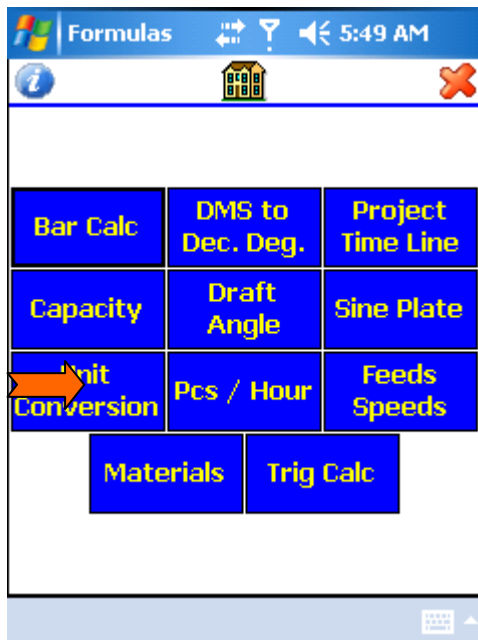 Formulas 5:49 AM
i
Bar Calc
DMS to
Dec. Deg.
Project
Time Line
Capacity
Draft
Angle
Sine Plate
Unit
Conversion
Pcs / Hour
Feeds
Speeds
Materials
Trig Calc